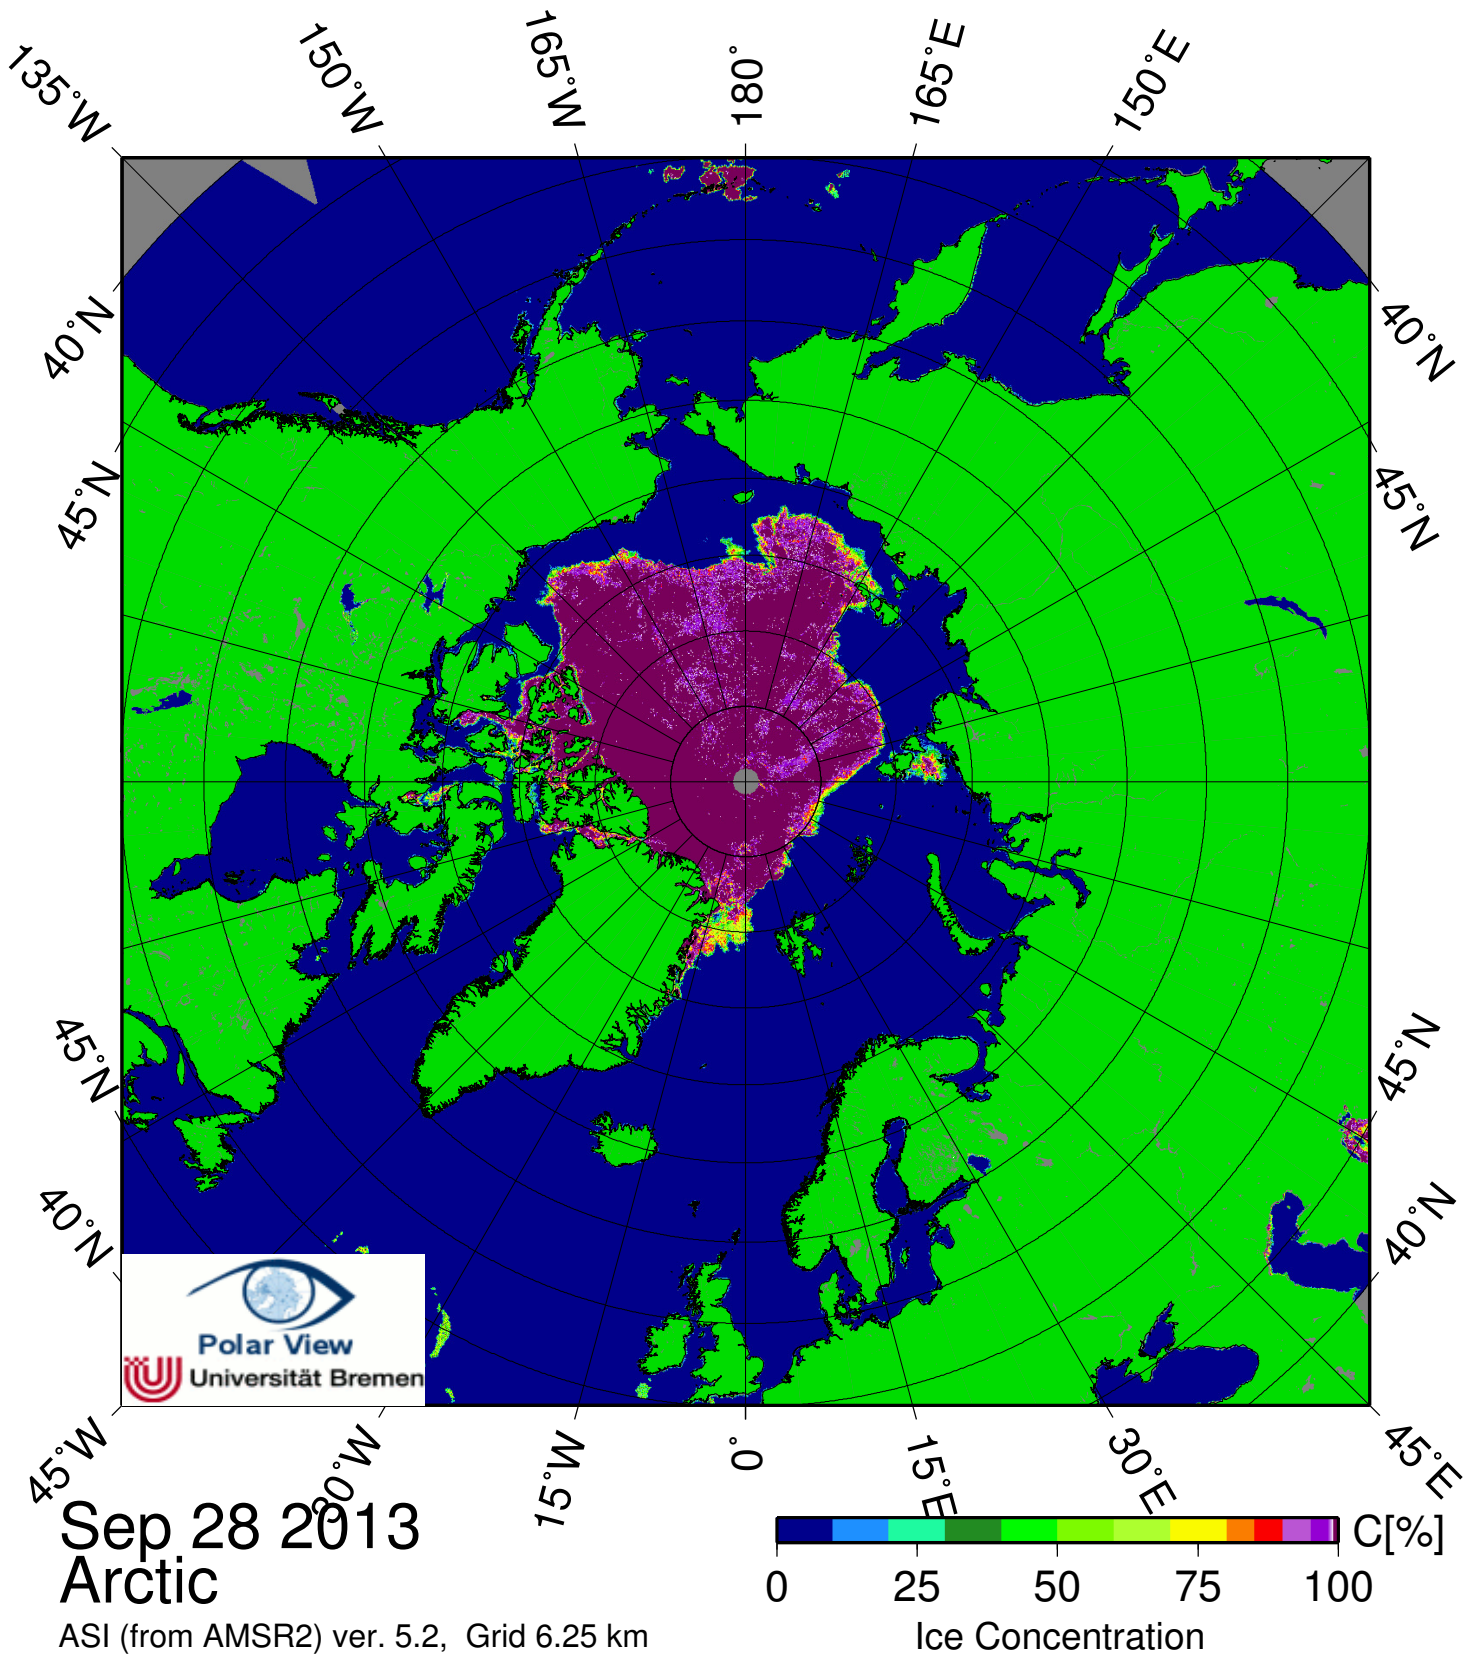 135°W
150°W
165°W
180°
165°E
150°E
40°N
40°N
45°N
45°N
45°N
45°N
40°N
40°N
Polar View
Universität Bremen
45°W
30°W
15°W
0°
15°E
30°E
45°E
Sep 28 2013
Arctic
ASI (from AMSR2) ver. 5.2, Grid 6.25 km
C[%]
0 25 50 75 100
Ice Concentration